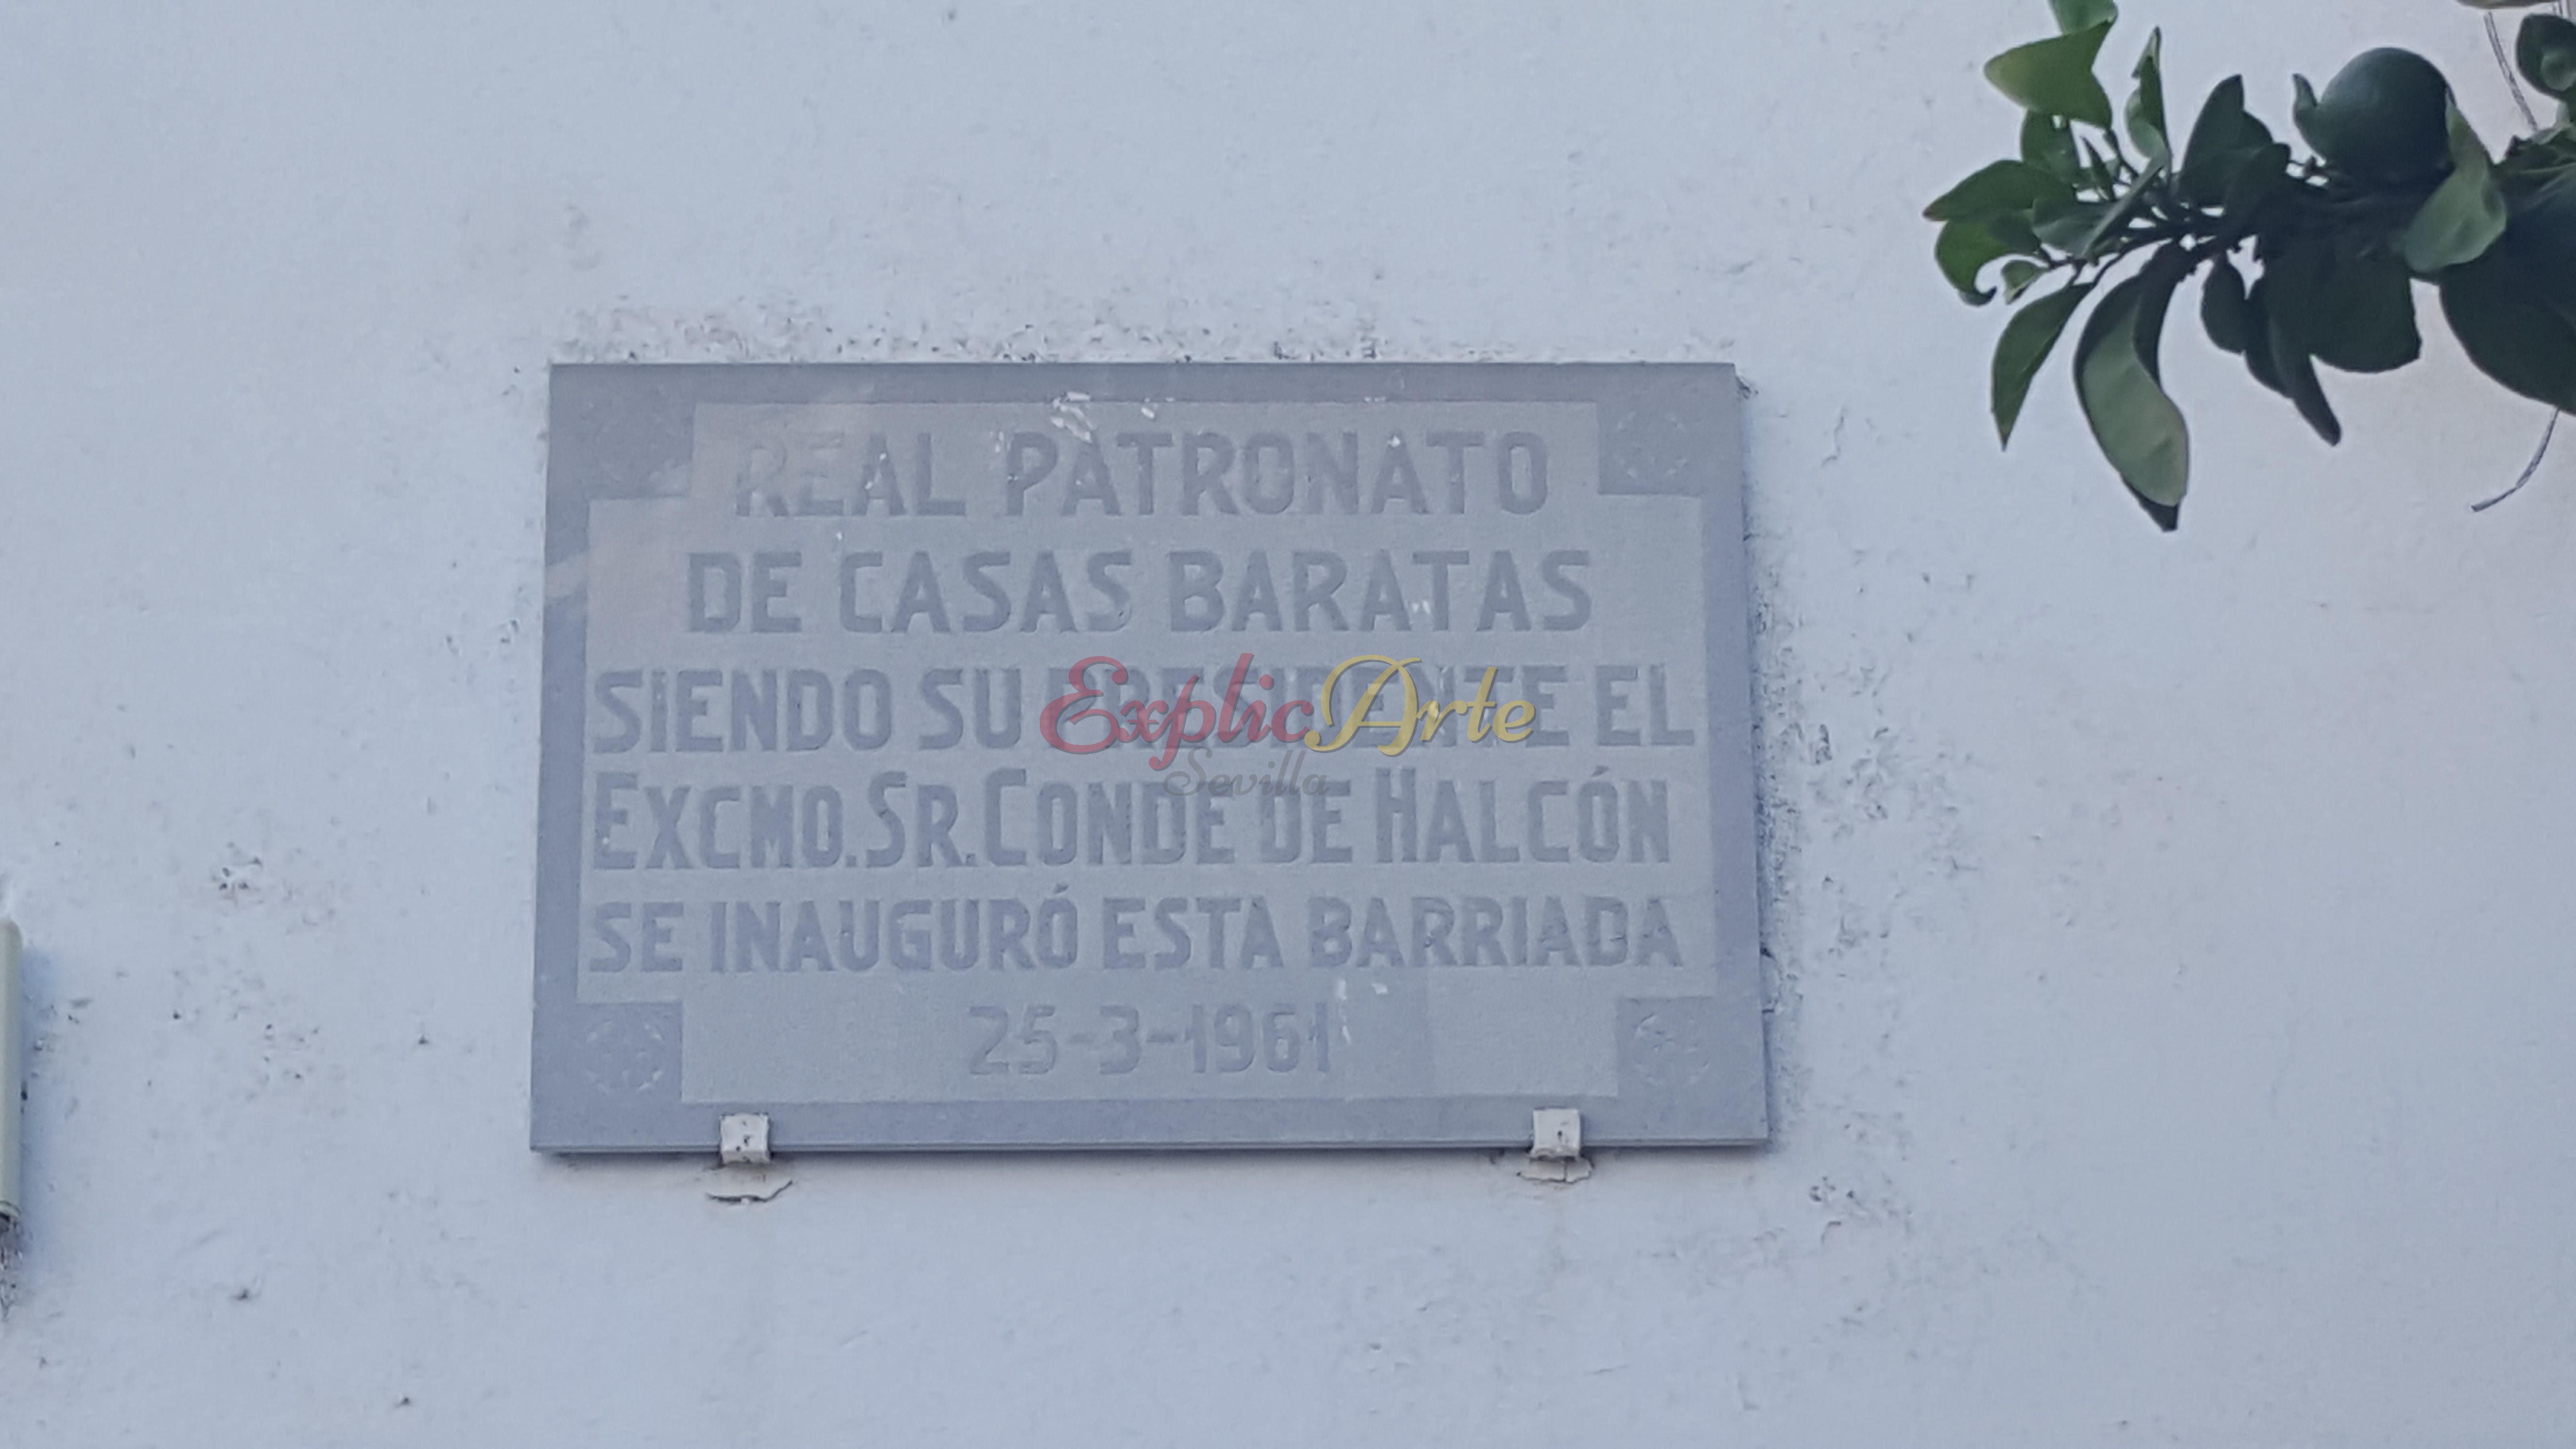 REAL PATRONATO
DE CASAS BARATAS
SIENDO SU PRESIDENTE EL
EXCMO. SR. CONDE DE HALCÓN
SE INAUGURÓ ESTA BARRIADA
25-3-1961
ExplicArte
Sevilla